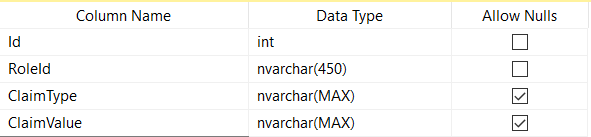 Column Name Data Type Allow Nulls
Id int
RoleId nvarchar(450)
ClaimType nvarchar(MAX)
ClaimValue nvarchar(MAX)